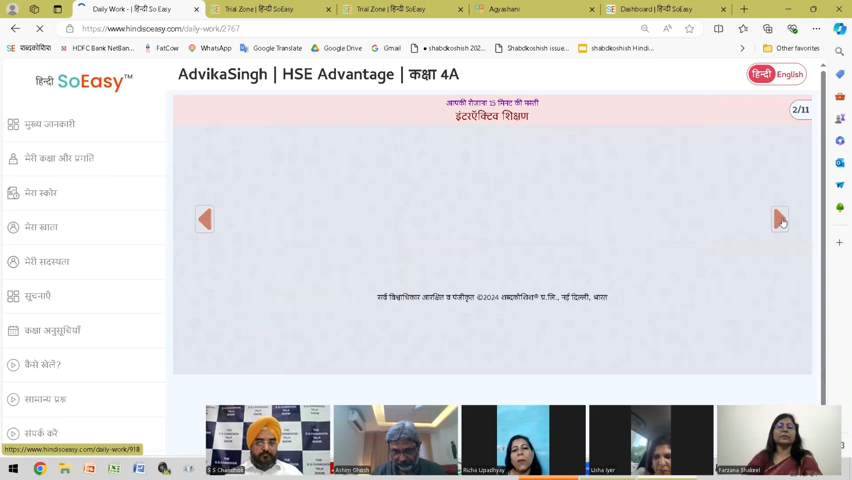 Daily Work - हिन्दी So Easy
Trial Zone | हिन्दी SoEasy
Trial Zone | हिन्दी SoEasy
Agyashani
Dashboard | हिन्दी SoEasy
https://www.hindisoeasy.com/daily-work/2767
शब्दकोशिश
HDFC Bank NetBan...
FatCow
WhatsApp
Google Translate
Google Drive
Gmail
shabdkoshish 202...
Shabdkoshish issue...
shabdkoshish Hindi...
Other favorites
हिन्दी SoEasy™
AdvikaSingh | HSE Advantage | कक्षा 4A
हिन्दी English
आपकी रोजाना 15 मिनट की मस्ती
इंटरऍक्टिव शिक्षण
2/11
मुख्य जानकारी
मेरी कक्षा और प्रगति
मेरा स्कोर
मेरा खाता
मेरी सदस्यता
सूचनाएँ
कक्षा अनुसूचियाँ
कैसे खेलें?
सामान्य प्रश्न
संपर्क करें
सर्व विश्वाधिकार आरक्षित व पंजीकृत ©2024 शब्दकोशिश® प्रा.लि., नई दिल्ली, भारत
https://www.hindisoeasy.com/daily-work/918
S S Chandhok
Ashim Ghosh
Richa Upadhyay
Usha Iyer
Farzana Shakeel